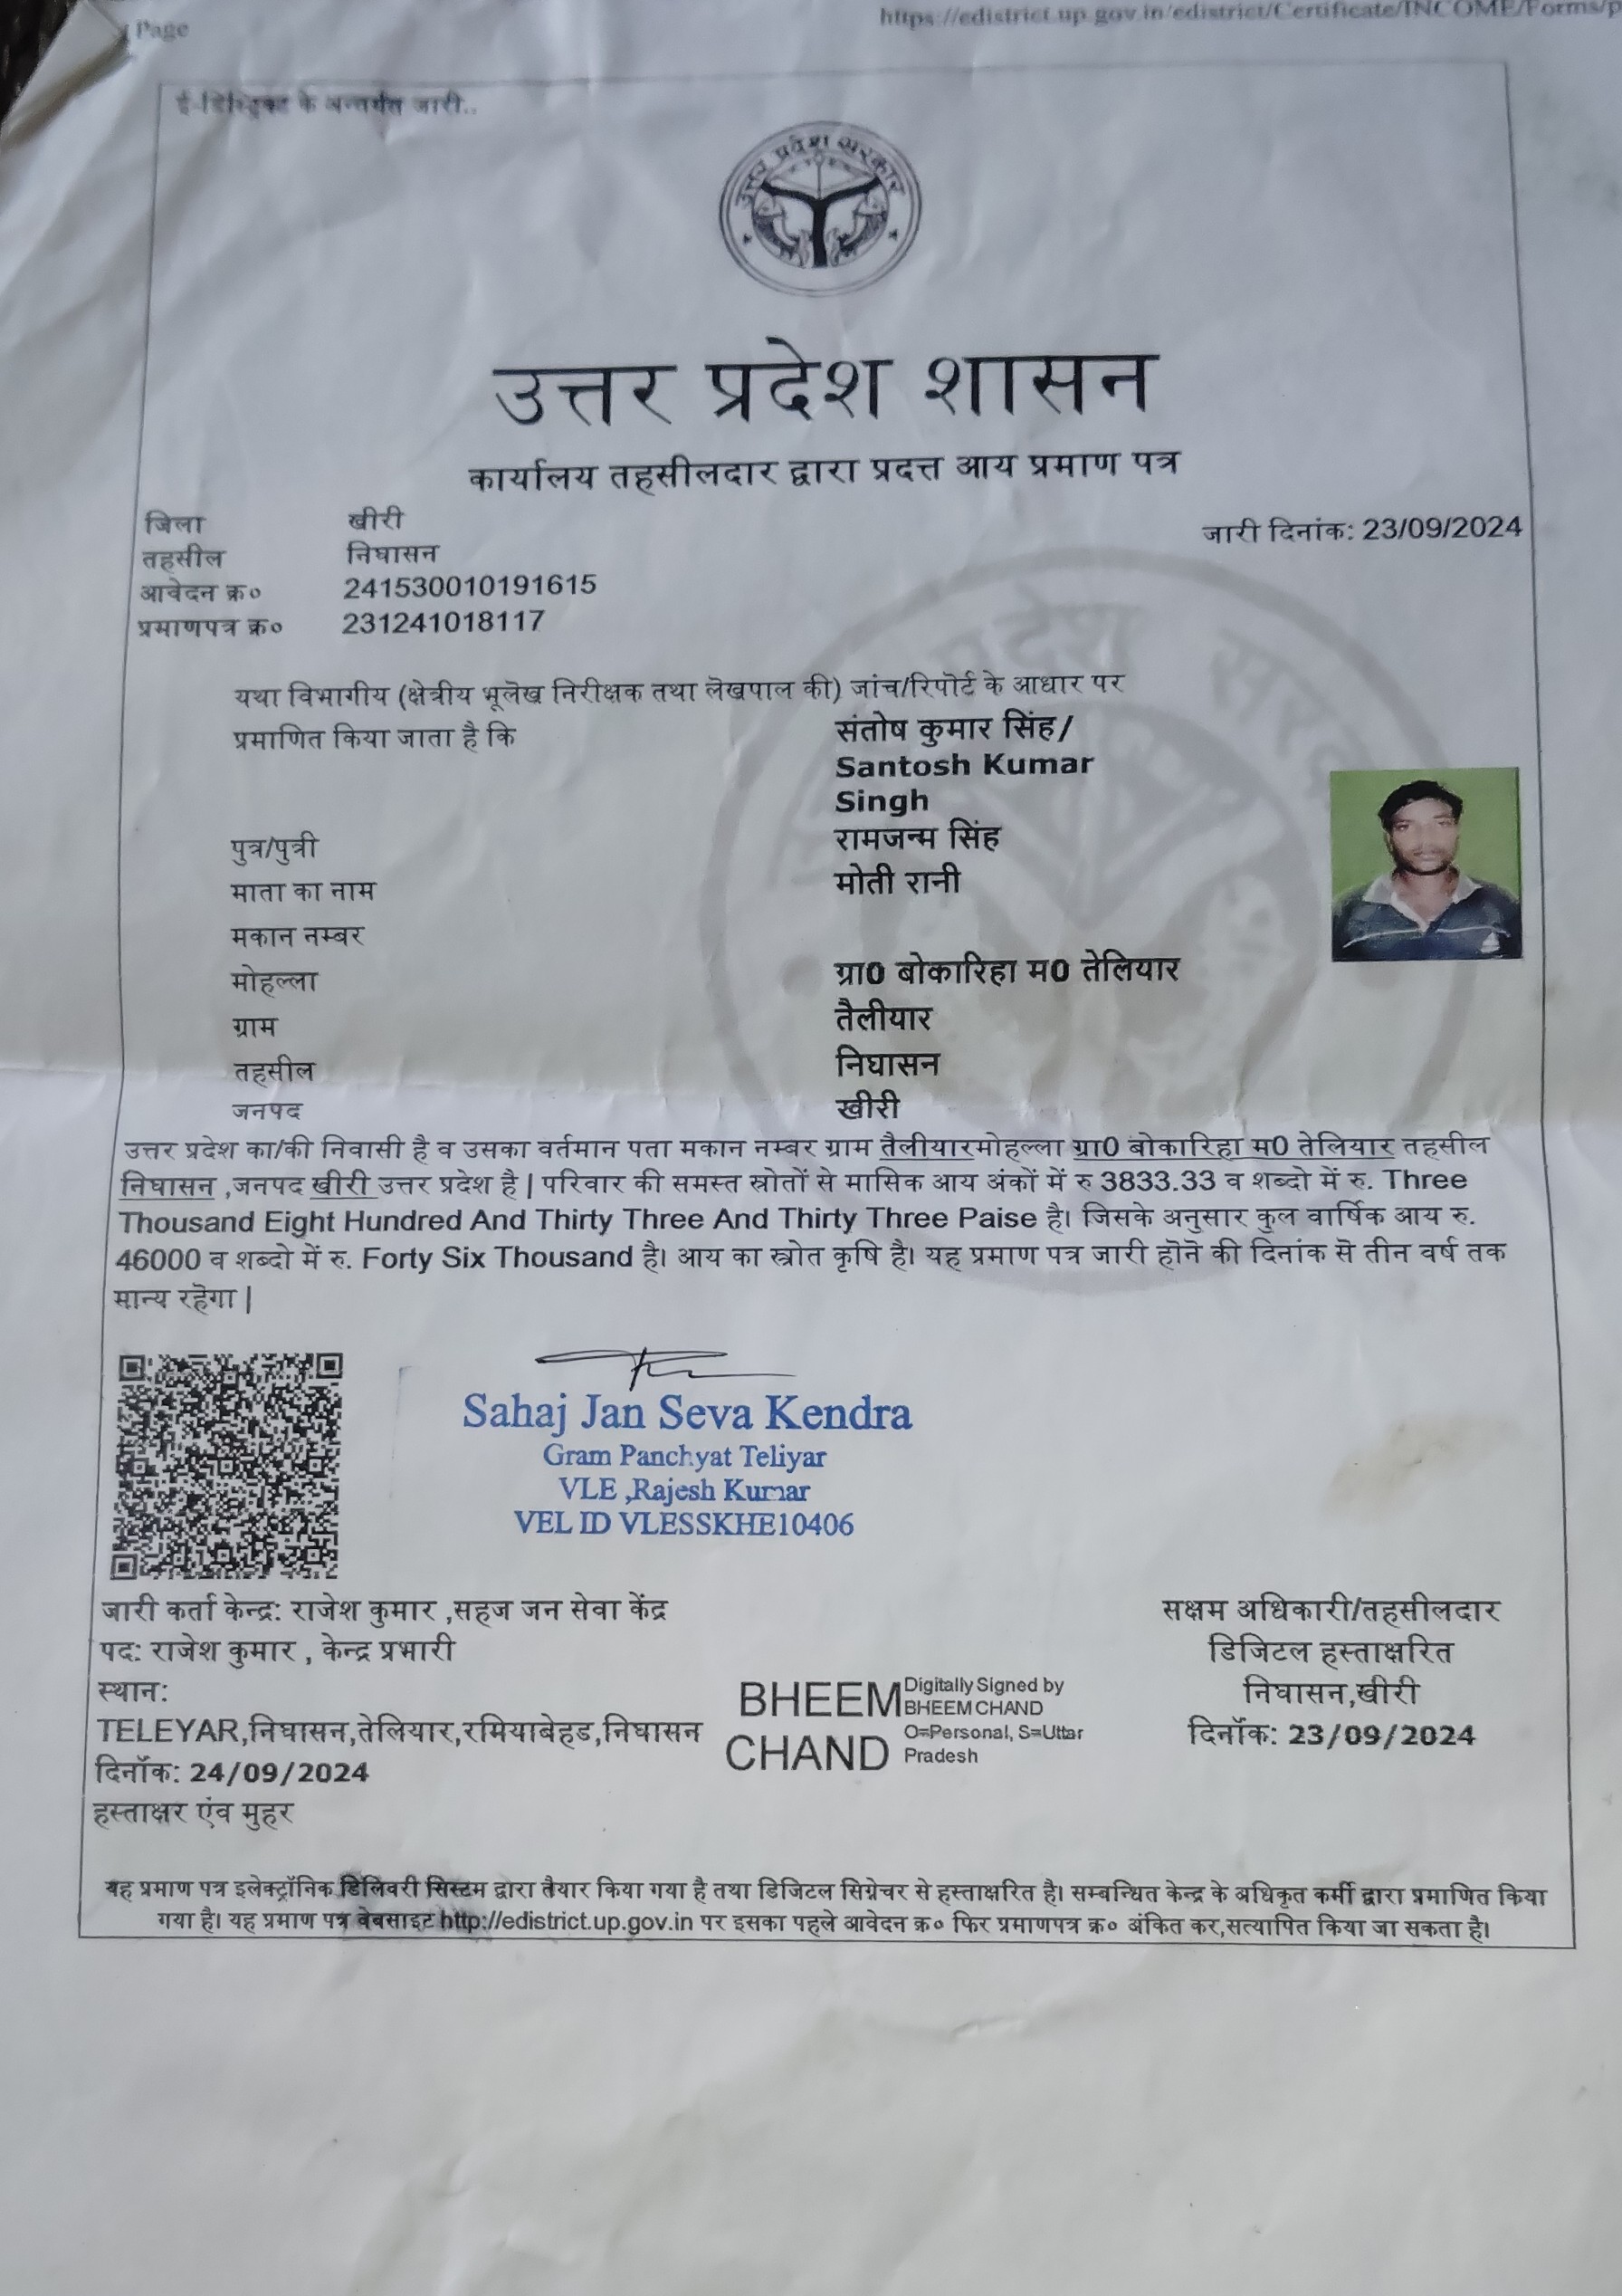 Page
https://edistrict.up.gov.in/edistrict/Certificate/INCOME/Forms/p
ई-डिस्ट्रिक्ट के अन्तर्गत जारी..
उत्तर प्रदेश सरकार
उत्तर प्रदेश शासन
कार्यालय तहसीलदार द्वारा प्रदत्त आय प्रमाण पत्र
जिला खीरी
जारी दिनांक: 23/09/2024
तहसील निघासन
आवेदन क्र० 241530010191615
प्रमाणपत्र क्र० 231241018117
यथा विभागीय (क्षेत्रीय भूलेख निरीक्षक तथा लेखपाल की) जांच/रिपोर्ट के आधार पर
प्रमाणित किया जाता है कि संतोष कुमार सिंह/
Santosh Kumar
Singh
पुत्र/पुत्री रामजन्म सिंह
माता का नाम मोती रानी
मकान नम्बर
मोहल्ला ग्रा0 बोकारिहा म0 तेलियार
ग्राम तैलीयार
तहसील निघासन
जनपद खीरी
उत्तर प्रदेश का/की निवासी है व उसका वर्तमान पता मकान नम्बर ग्राम तैलीयारमोहल्ला ग्रा0 बोकारिहा म0 तेलियार तहसील
निघासन ,जनपद खीरी उत्तर प्रदेश है | परिवार की समस्त स्रोतों से मासिक आय अंकों में रु 3833.33 व शब्दो में रु. Three
Thousand Eight Hundred And Thirty Three And Thirty Three Paise है। जिसके अनुसार कुल वार्षिक आय रु.
46000 व शब्दो में रु. Forty Six Thousand है। आय का स्त्रोत कृषि है। यह प्रमाण पत्र जारी होने की दिनांक से तीन वर्ष तक
मान्य रहेगा |
Sahaj Jan Seva Kendra
Gram Panchyat Teliyar
VLE ,Rajesh Kumar
VEL ID VLESSKHE10406
जारी कर्ता केन्द्र: राजेश कुमार ,सहज जन सेवा केंद्र
पद: राजेश कुमार , केन्द्र प्रभारी
स्थान:
TELEYAR,निघासन,तेलियार,रमियाबेहड,निघासन
दिनॉक: 24/09/2024
हस्ताक्षर एंव मुहर
BHEEM
CHAND
Digitally Signed by
BHEEM CHAND
O=Personal, S=Uttar
Pradesh
सक्षम अधिकारी/तहसीलदार
डिजिटल हस्ताक्षरित
निघासन,खीरी
दिनॉक: 23/09/2024
यह प्रमाण पत्र इलेक्ट्रॉनिक डिलिवरी सिस्टम द्वारा तैयार किया गया है तथा डिजिटल सिग्नेचर से हस्ताक्षरित है। सम्बन्धित केन्द्र के अधिकृत कर्मी द्वारा प्रमाणित किया
गया है। यह प्रमाण पत्र वेबसाइट http://edistrict.up.gov.in पर इसका पहले आवेदन क्र० फिर प्रमाणपत्र क्र० अंकित कर,सत्यापित किया जा सकता है।